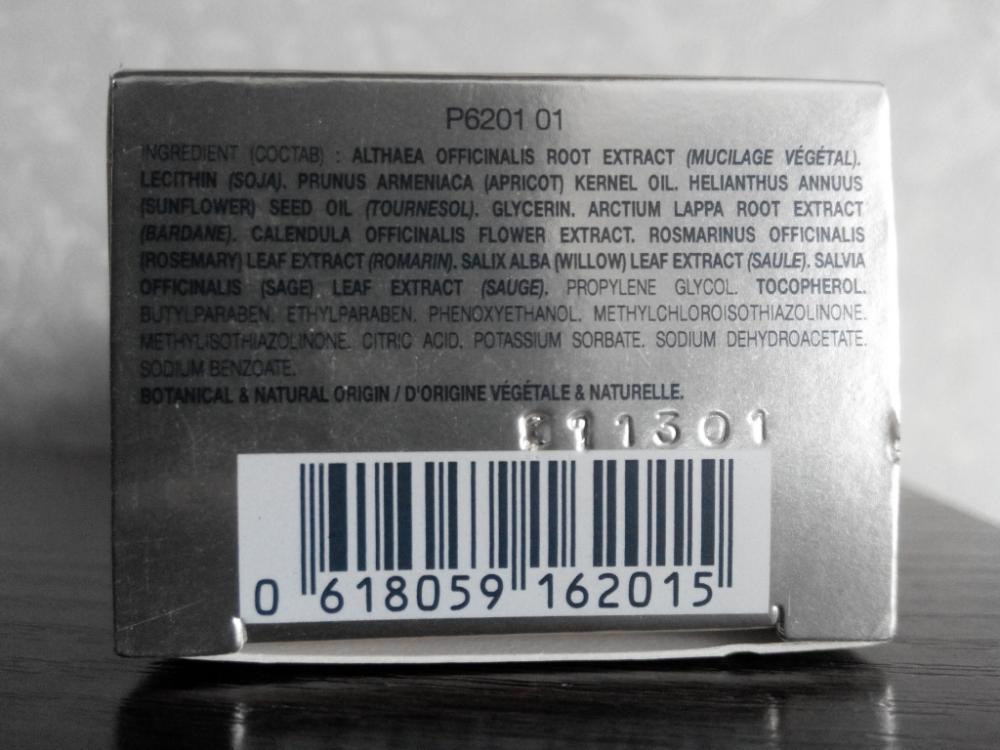 P6201 01
INGREDIENT (COCTAB) : ALTHAEA OFFICINALIS ROOT EXTRACT (MUCILAGE VÉGÉTAL).
LECITHIN (SOJA). PRUNUS ARMENIACA (APRICOT) KERNEL OIL. HELIANTHUS ANNUUS
(SUNFLOWER) SEED OIL (TOURNESOL). GLYCERIN. ARCTIUM LAPPA ROOT EXTRACT
(BARDANE). CALENDULA OFFICINALIS FLOWER EXTRACT. ROSMARINUS OFFICINALIS
(ROSEMARY) LEAF EXTRACT (ROMARIN). SALIX ALBA (WILLOW) LEAF EXTRACT (SAULE). SALVIA
OFFICINALIS (SAGE) LEAF EXTRACT (SAUGE). PROPYLENE GLYCOL. TOCOPHEROL.
BUTYLPARABEN. ETHYLPARABEN. PHENOXYETHANOL. METHYLCHLOROISOTHIAZOLINONE.
METHYLISOTHIAZOLINONE. CITRIC ACID. POTASSIUM SORBATE. SODIUM DEHYDROACETATE.
SODIUM BENZOATE.
BOTANICAL & NATURAL ORIGIN / D'ORIGINE VÉGÉTALE & NATURELLE.
0 618059 162015